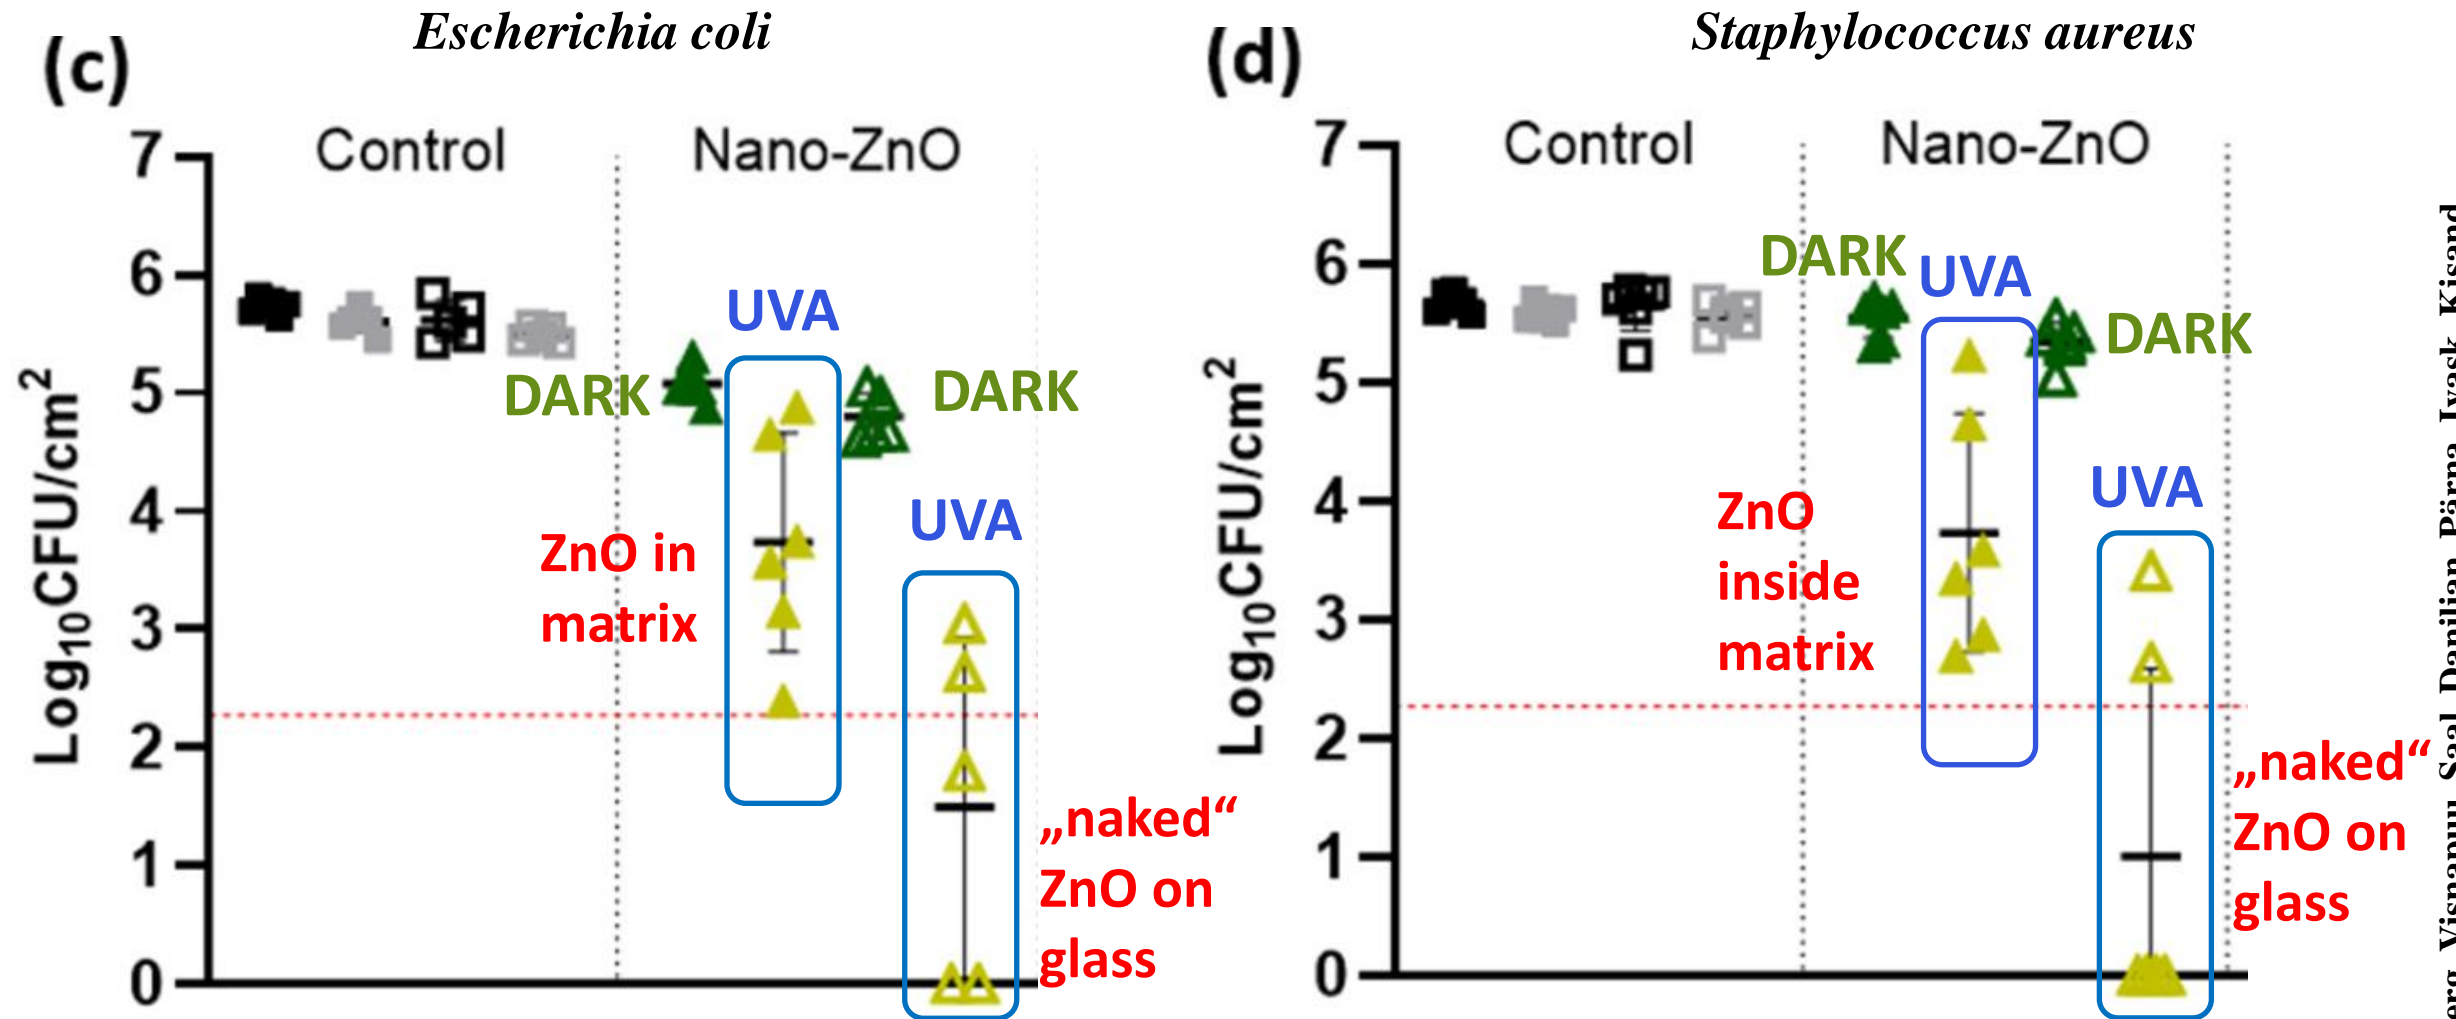 Escherichia coli
(c)
Control
Nano-ZnO
Log10CFU/cm2
7
6
5
4
3
2
1
0
DARK
UVA
DARK
UVA
ZnO in
matrix
„naked“
ZnO on
glass
Staphylococcus aureus
(d)
Control
Nano-ZnO
Log10CFU/cm2
7
6
5
4
3
2
1
0
DARK
UVA
DARK
UVA
ZnO
inside
matrix
„naked“
ZnO on
glass